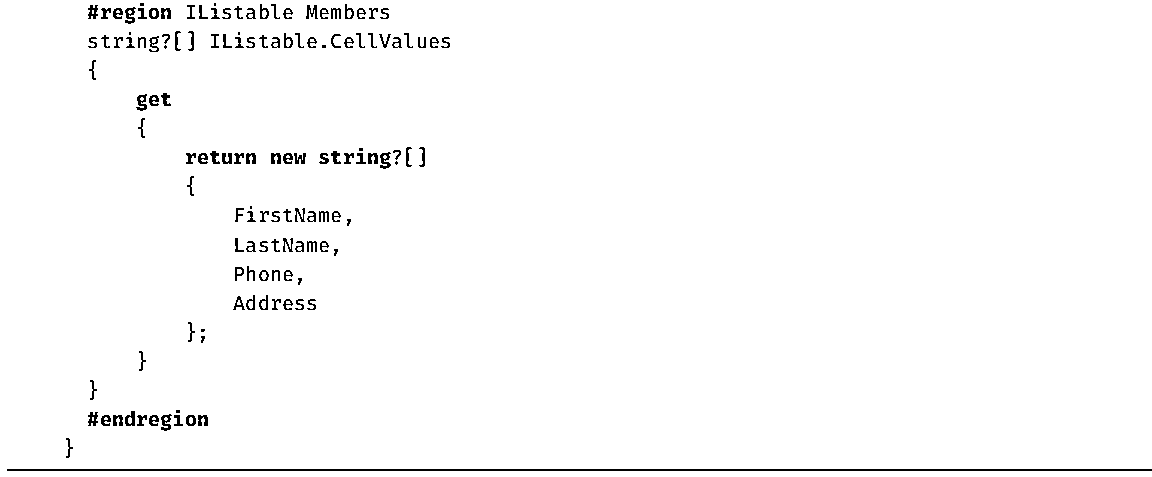 #region IListable Members
string?[] IListable.CellValues
{
get
{
return new string?[]
{
FirstName,
LastName,
Phone,
Address
};
}
}
#endregion
}